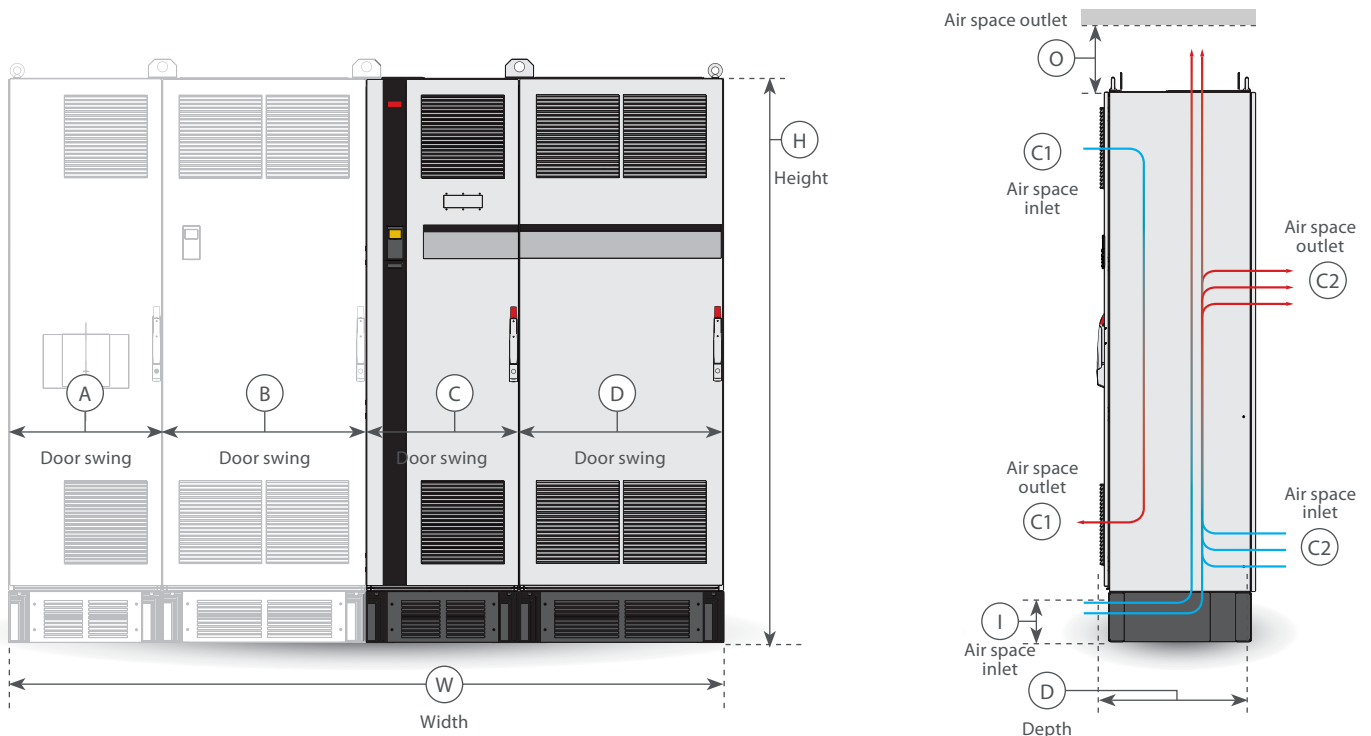 H
Height
A
Door swing
B
Door swing
C
Door swing
D
Door swing
W
Width
Air space outlet
O
C1
Air space
inlet
Air space
outlet
C2
Air space
outlet
C1
Air space
inlet
C2
I
Air space
inlet
D
Depth